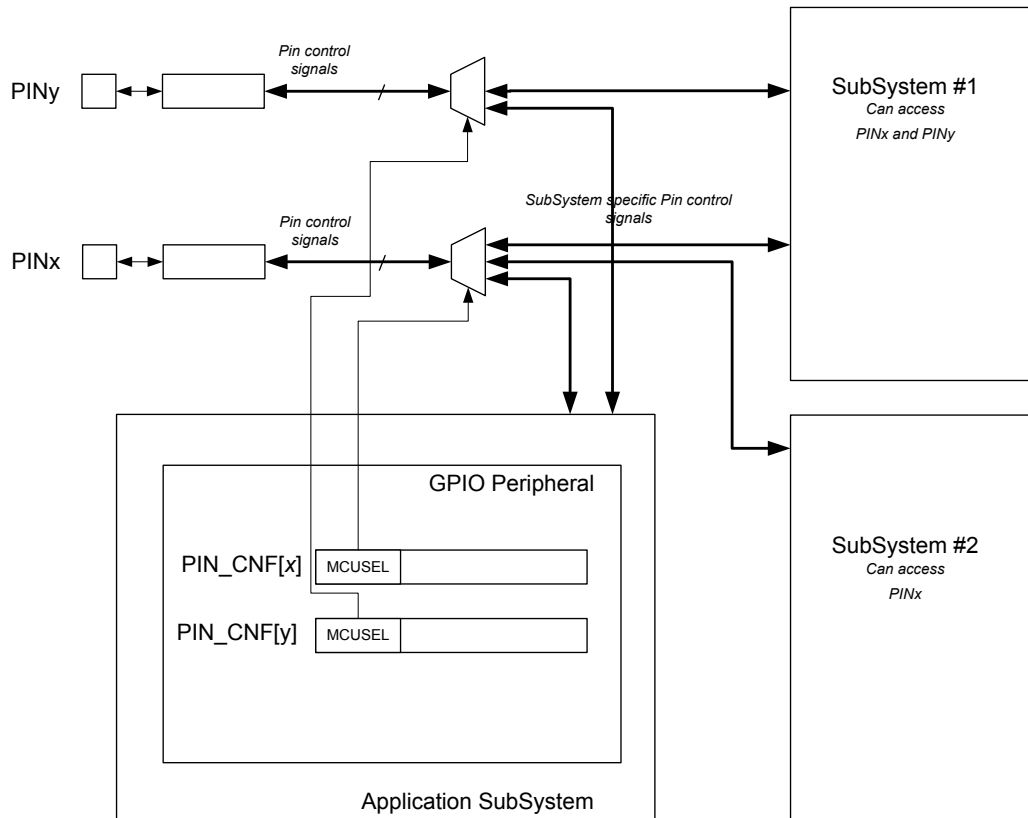 Pin control
signals
PINy
SubSystem #1
Can access
PINx and PINy
SubSystem specific Pin control
signals
Pin control
signals
PINx
GPIO Peripheral
PIN_CNF[x]
MCUSEL
PIN_CNF[y]
MCUSEL
Application SubSystem
SubSystem #2
Can access
PINx